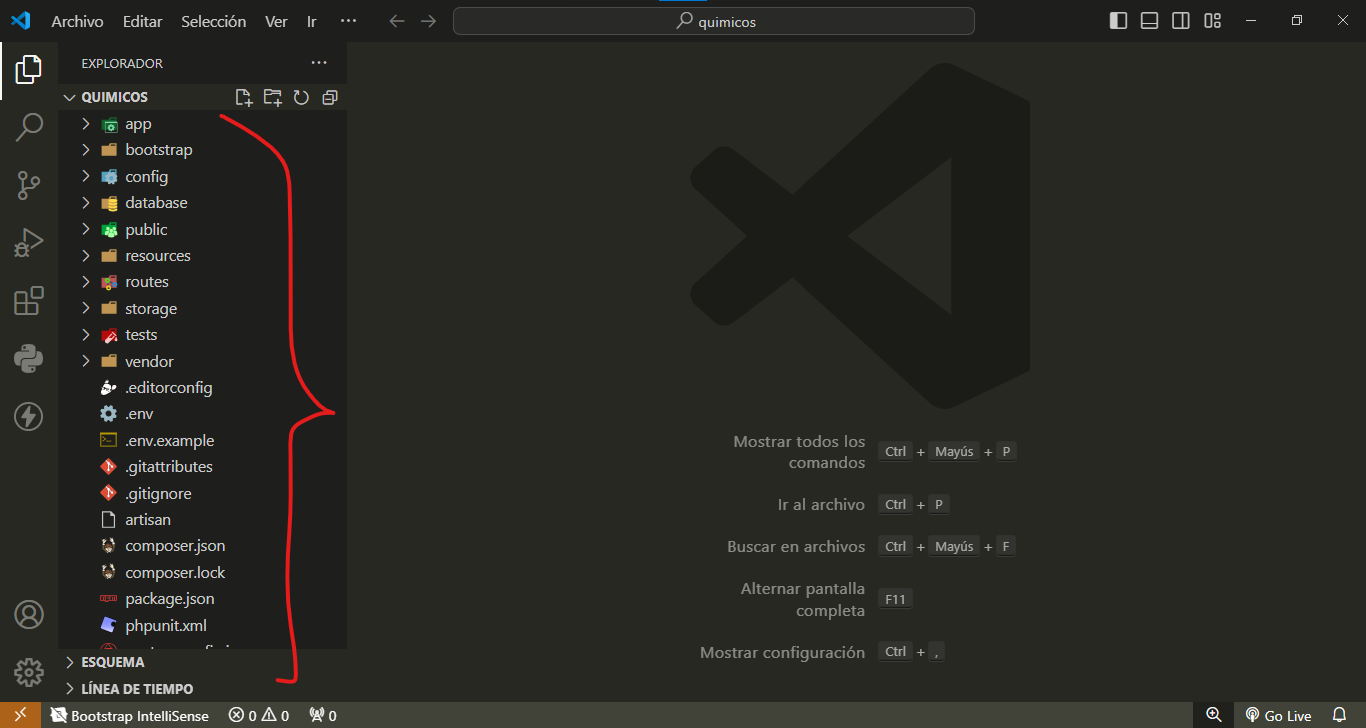 Archivo Editar Selección Ver Ir ··· quimicos
EXPLORADOR ···
QUIMICOS
app
bootstrap
config
database
public
resources
routes
storage
tests
vendor
.editorconfig
.env
.env.example
.gitattributes
.gitignore
artisan
composer.json
composer.lock
package.json
phpunit.xml
ESQUEMA
LÍNEA DE TIEMPO
Mostrar todos los
comandos Ctrl + Mayús + P
Ir al archivo Ctrl + P
Buscar en archivos Ctrl + Mayús + F
Alternar pantalla
completa F11
Mostrar configuración Ctrl + ,
Bootstrap IntelliSense 0 0 0 Go Live